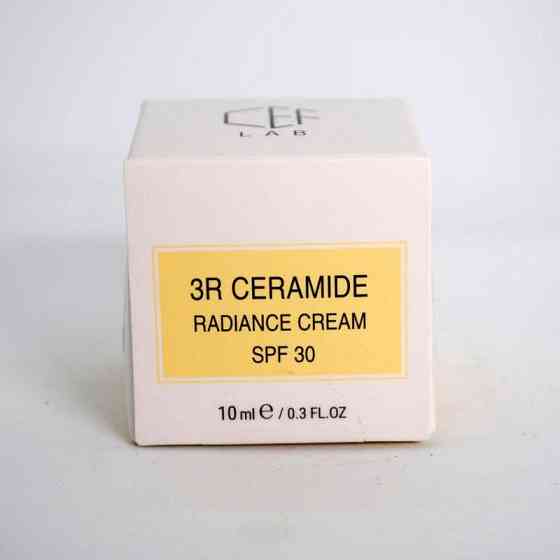 CEF
LAB
3R CERAMIDE
RADIANCE CREAM
SPF 30
10 ml e / 0.3 FL.OZ